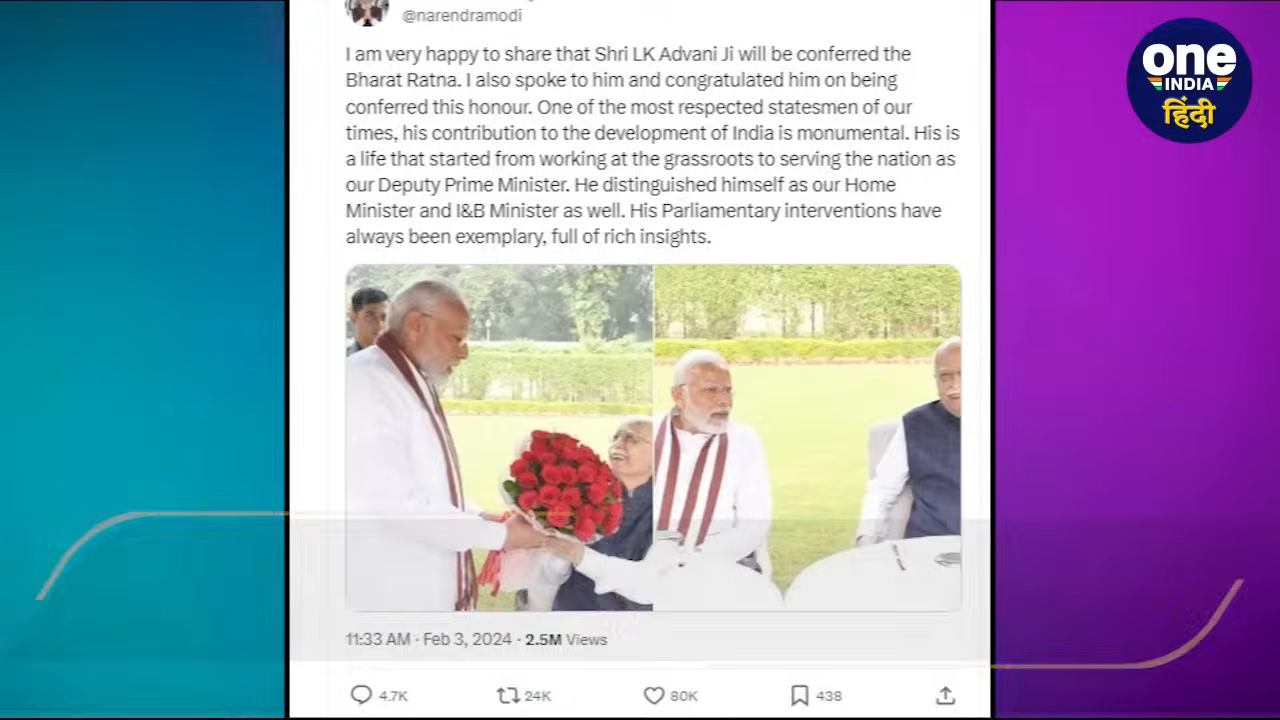 @narendramodi
I am very happy to share that Shri LK Advani Ji will be conferred the
Bharat Ratna. I also spoke to him and congratulated him on being
conferred this honour. One of the most respected statesmen of our
times, his contribution to the development of India is monumental. His is
a life that started from working at the grassroots to serving the nation as
our Deputy Prime Minister. He distinguished himself as our Home
Minister and I&B Minister as well. His Parliamentary interventions have
always been exemplary, full of rich insights.
11:33 AM · Feb 3, 2024 · 2.5M Views
4.7K 24K 80K 438
one
INDIA
हिंदी